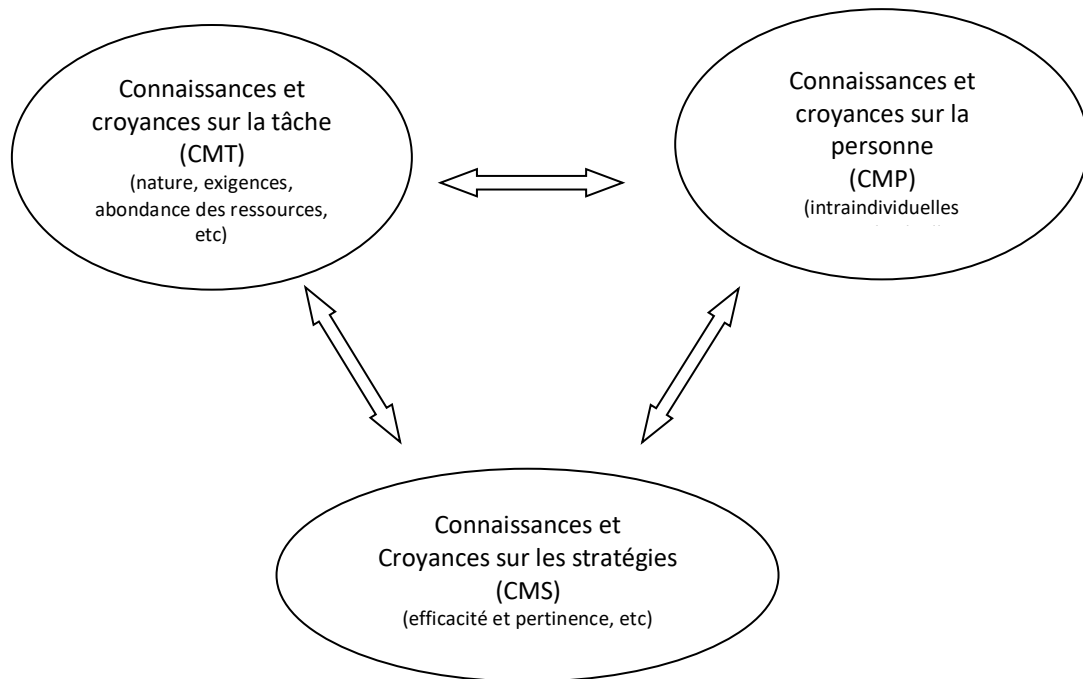 Connaissances et
croyances sur la tâche
(CMT)
(nature, exigences,
abondance des ressources,
etc)
Connaissances et
croyances sur la
personne
(CMP)
(intraindividuelles
Connaissances et
Croyances sur les stratégies
(CMS)
(efficacité et pertinence, etc)